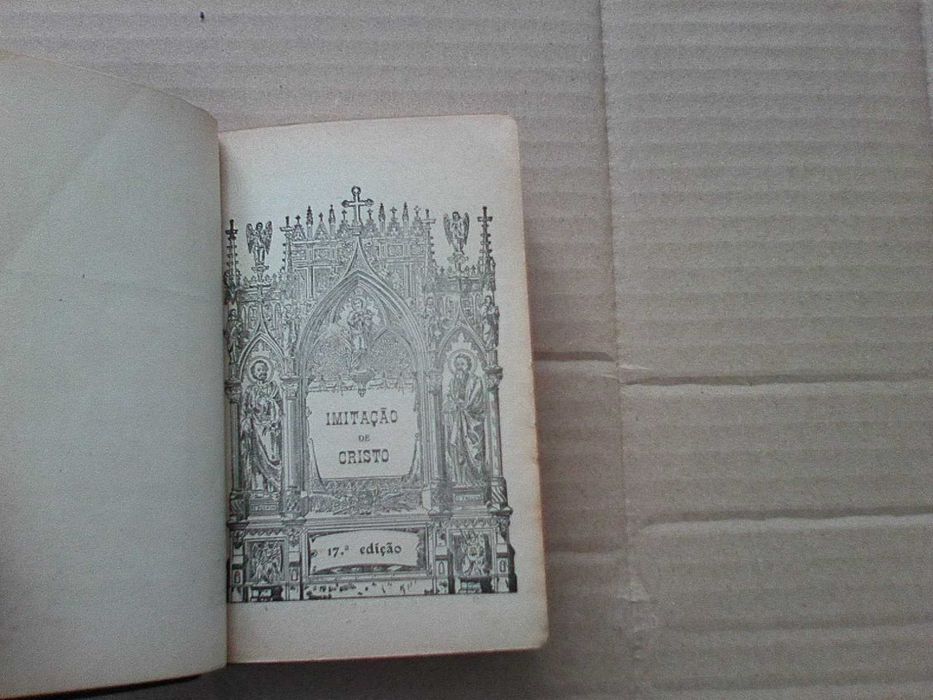 IMITAÇÃO
DE
CRISTO
17.ª edição